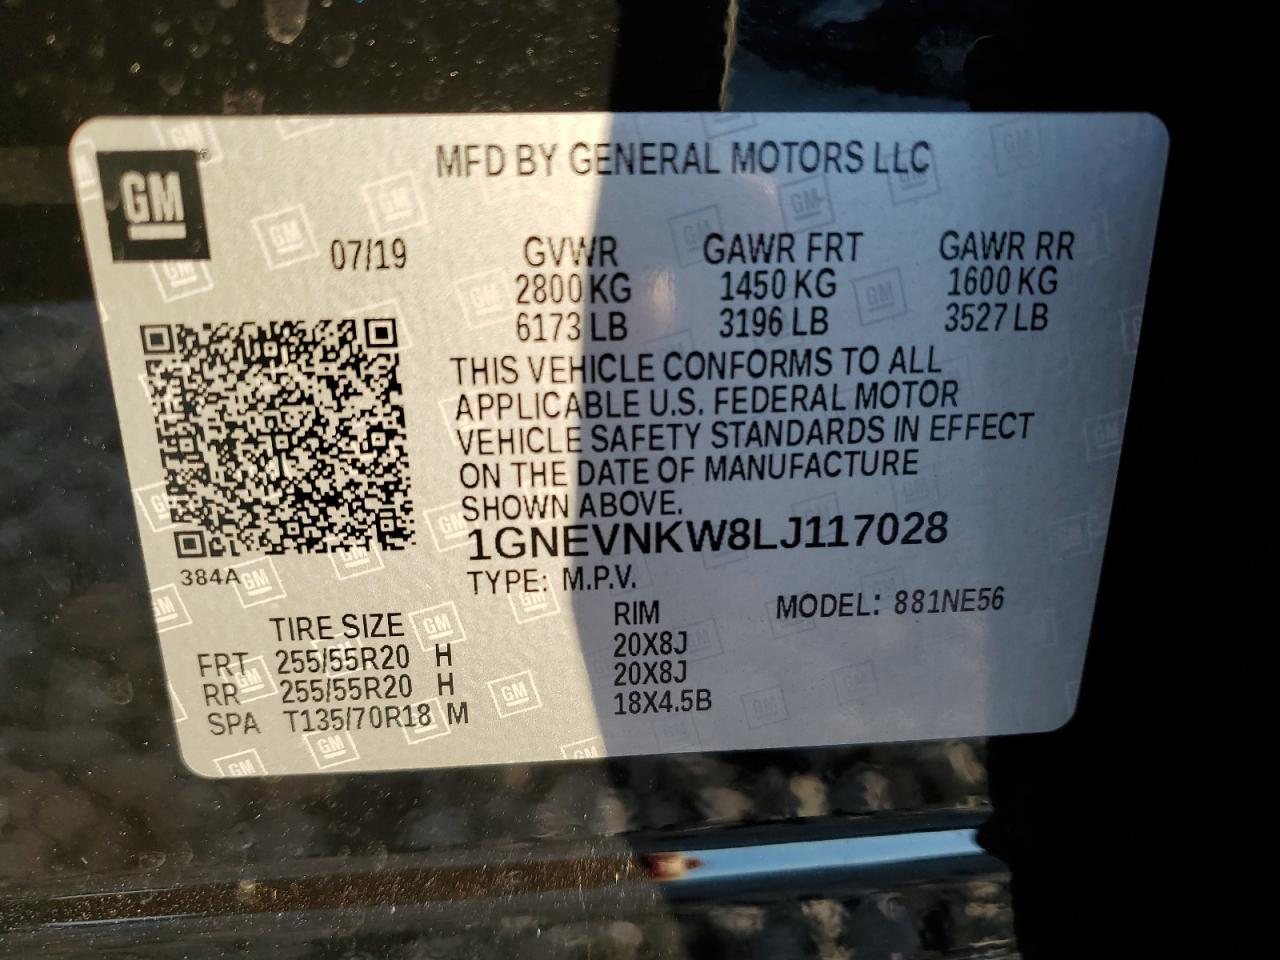 MFD BY GENERAL MOTORS LLC
GM
07/19 GVWR GAWR FRT GAWR RR
2800 KG 1450 KG 1600 KG
6173 LB 3196 LB 3527 LB
THIS VEHICLE CONFORMS TO ALL
APPLICABLE U.S. FEDERAL MOTOR
VEHICLE SAFETY STANDARDS IN EFFECT
ON THE DATE OF MANUFACTURE
SHOWN ABOVE.
1GNEVNKW8LJ117028
384A TYPE: M.P.V.
TIRE SIZE RIM MODEL: 881NE56
FRT 255/55R20 H 20X8J
RR 255/55R20 H 20X8J
SPA T135/70R18 M 18X4.5B